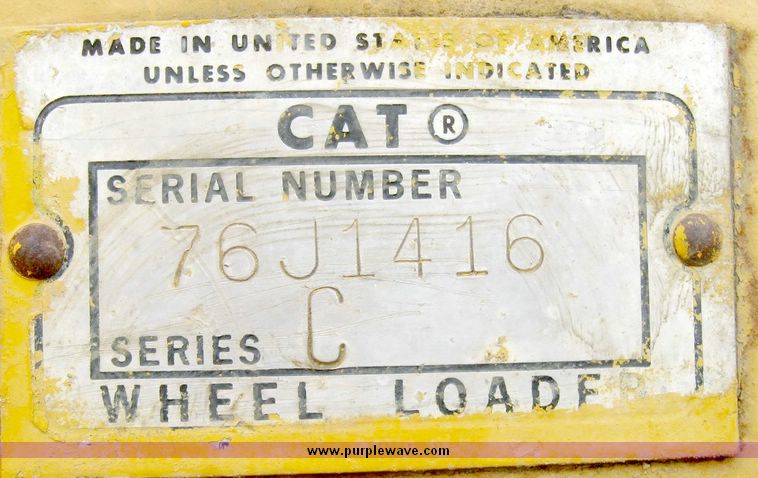 MADE IN UNITED STATES OF AMERICA
UNLESS OTHERWISE INDICATED
CAT ®
SERIAL NUMBER
76J1416
SERIES C
WHEEL LOADER
www.purplewave.com